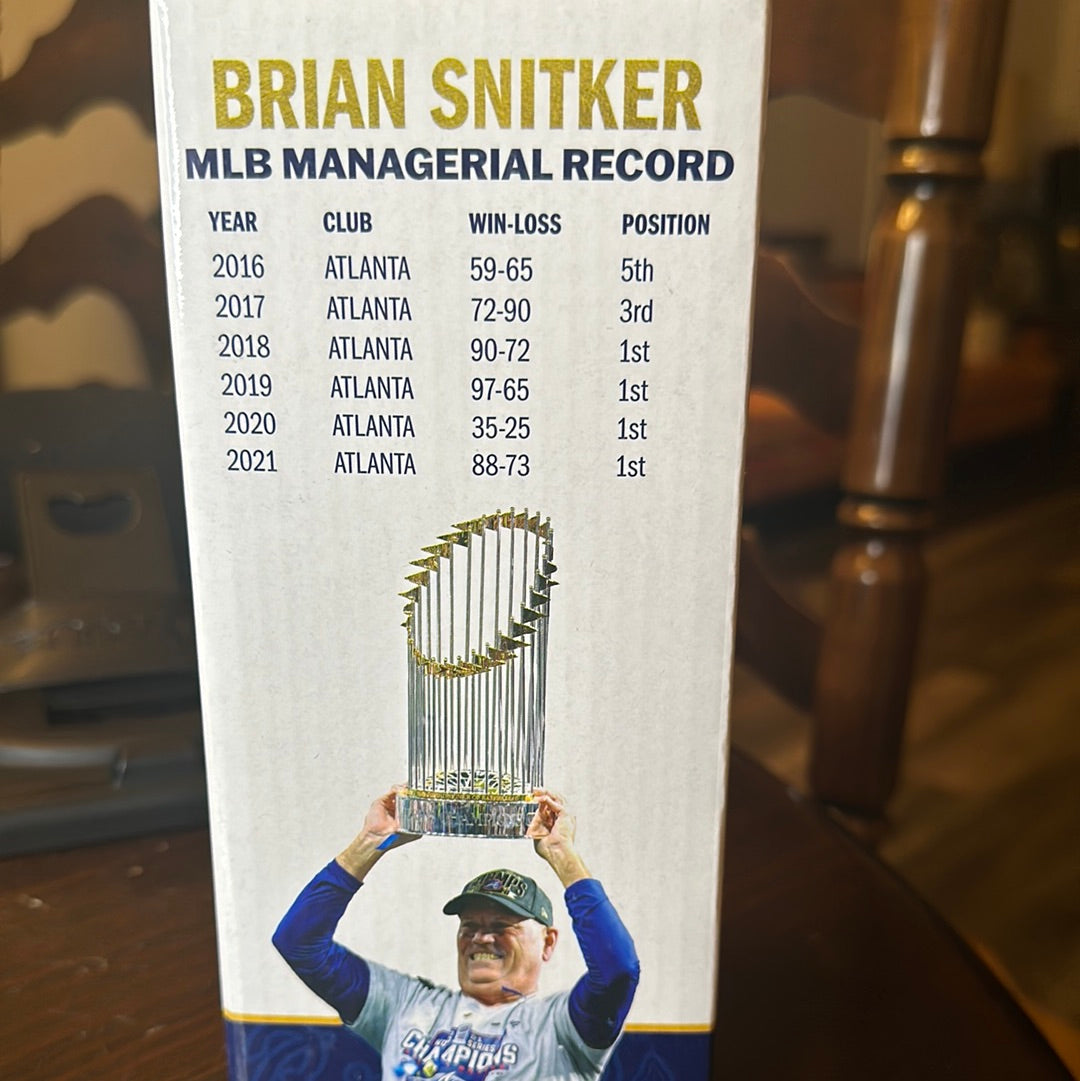 BRIAN SNITKER
MLB MANAGERIAL RECORD
YEAR CLUB WIN-LOSS POSITION
2016 ATLANTA 59-65 5th
2017 ATLANTA 72-90 3rd
2018 ATLANTA 90-72 1st
2019 ATLANTA 97-65 1st
2020 ATLANTA 35-25 1st
2021 ATLANTA 88-73 1st
CHAMPS
SERIES
CHAMPIONS